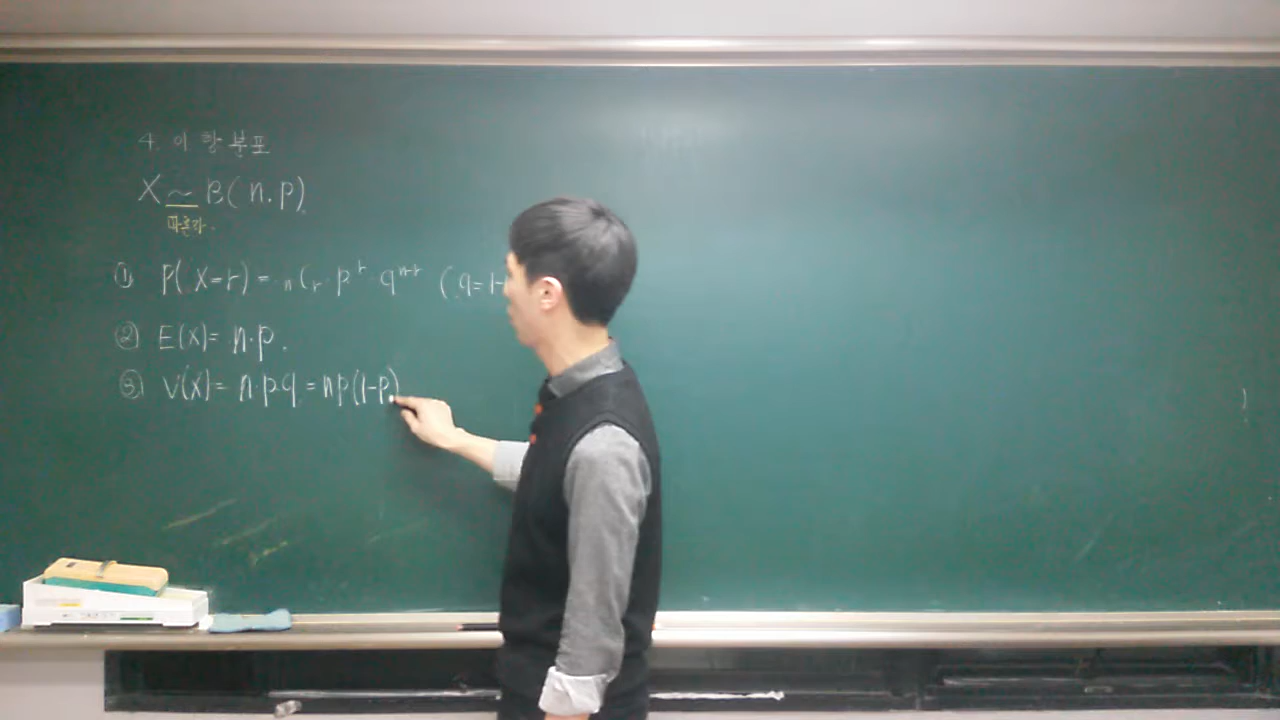 4. 이항분포
X ~ B(n.p)
따른다.
① P(X=r) = nCr · p^r · q^n-r (q=1-
② E(X)= n·p.
③ V(X)= n·p·q = np(1-p)